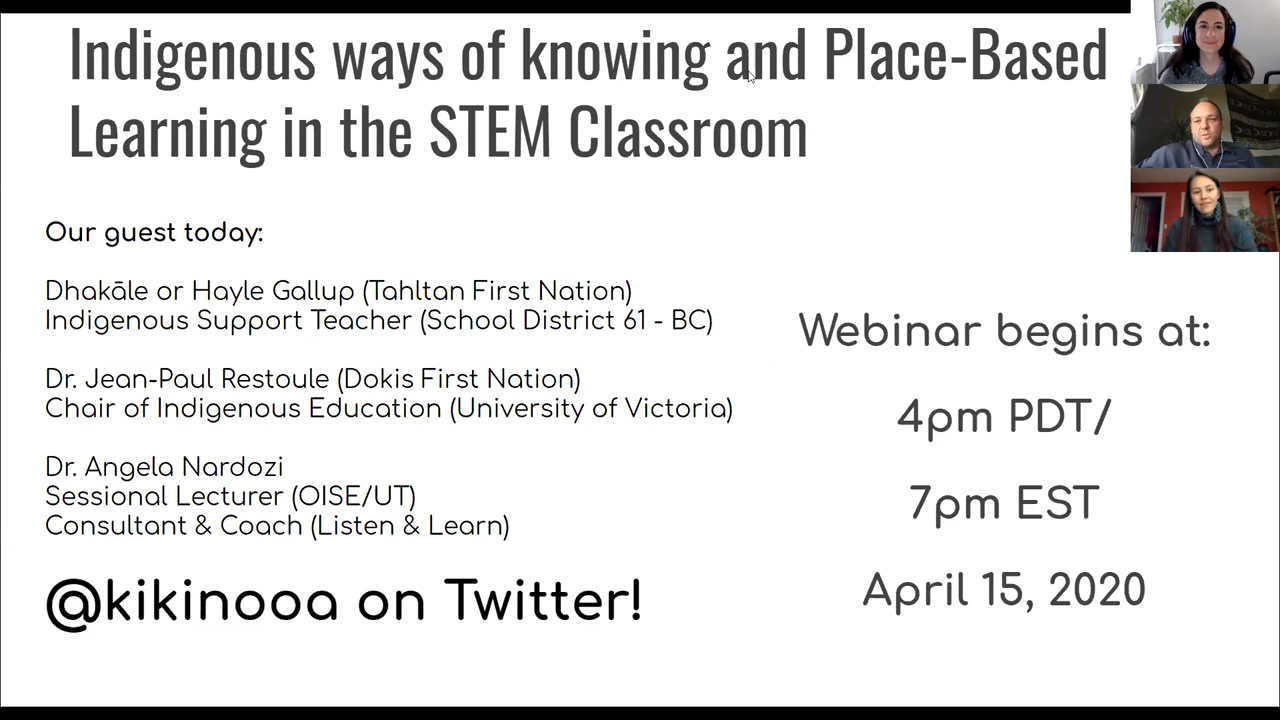 Indigenous ways of knowing and Place-Based
Learning in the STEM Classroom
Our guest today:
Dhakāle or Hayle Gallup (Tahltan First Nation)
Indigenous Support Teacher (School District 61 - BC)
Dr. Jean-Paul Restoule (Dokis First Nation)
Chair of Indigenous Education (University of Victoria)
Dr. Angela Nardozi
Sessional Lecturer (OISE/UT)
Consultant & Coach (Listen & Learn)
@kikinooa on Twitter!
Webinar begins at:
4pm PDT/
7pm EST
April 15, 2020